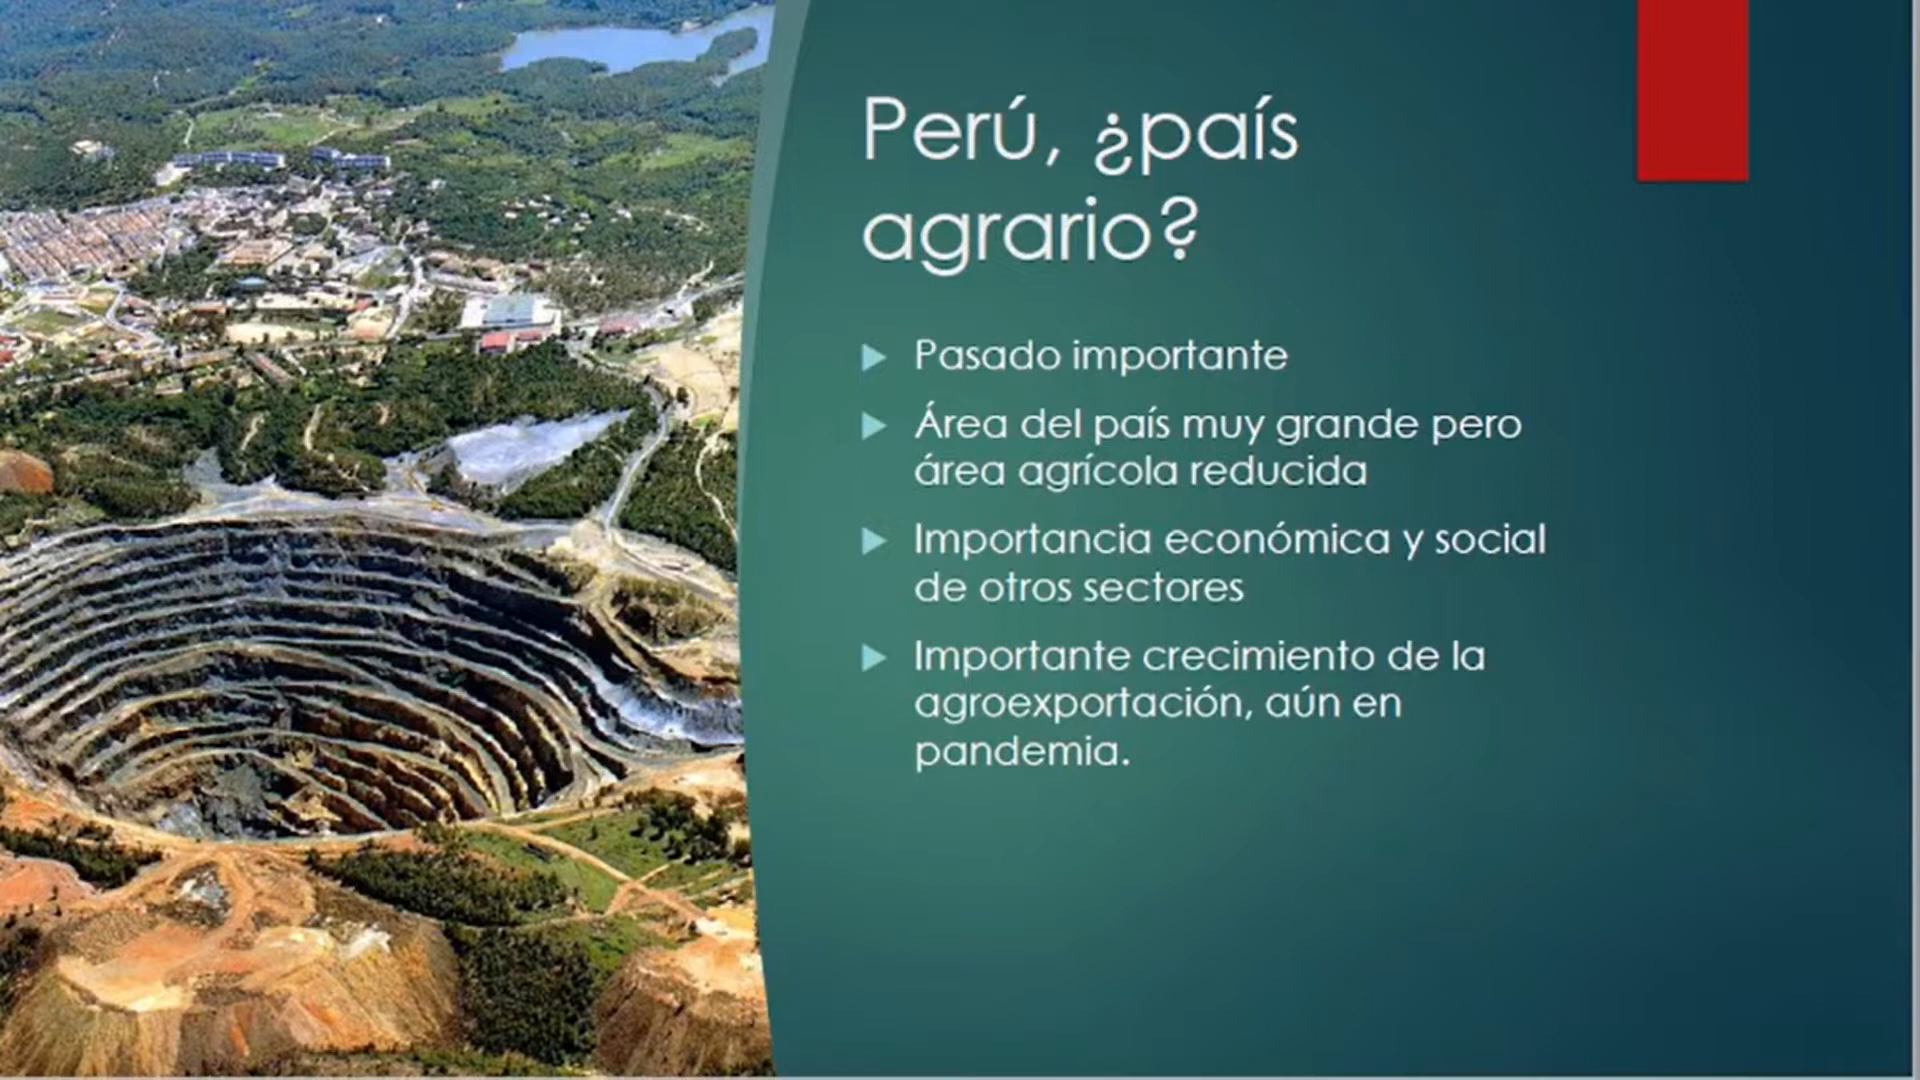 Perú, ¿país
agrario?
Pasado importante
Área del país muy grande pero
área agrícola reducida
Importancia económica y social
de otros sectores
Importante crecimiento de la
agroexportación, aún en
pandemia.